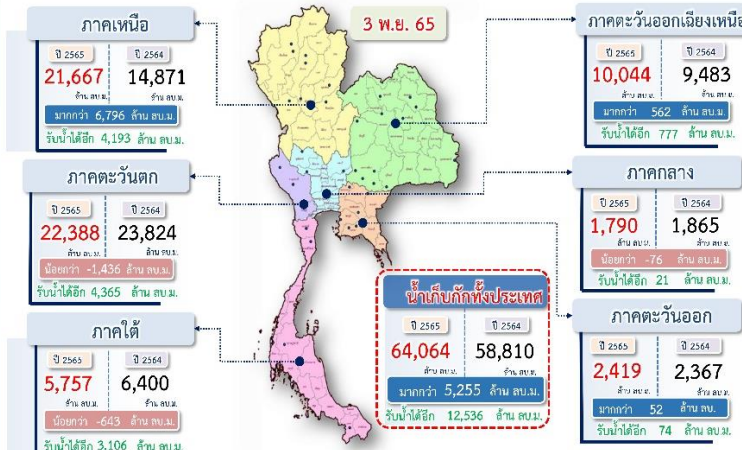 3 พ.ย. 65
ภาคเหนือ
ปี 2565 ปี 2564
21,667 14,871
ล้าน ลบ.ม. ล้าน ลบ.ม.
มากกว่า 6,796 ล้าน ลบ.ม.
รับน้ำได้อีก 4,193 ล้าน ลบ.ม.
ภาคตะวันออกเฉียงเหนือ
ปี 2565 ปี 2564
10,044 9,483
ล้าน ลบ.ม. ล้าน ลบ.ม.
มากกว่า 562 ล้าน ลบ.ม.
รับน้ำได้อีก 777 ล้าน ลบ.ม.
ภาคตะวันตก
ปี 2565 ปี 2564
22,388 23,824
ล้าน ลบ.ม. ล้าน ลบ.ม.
น้อยกว่า -1,436 ล้าน ลบ.ม.
รับน้ำได้อีก 4,365 ล้าน ลบ.ม.
ภาคกลาง
ปี 2565 ปี 2564
1,790 1,865
ล้าน ลบ.ม. ล้าน ลบ.ม.
น้อยกว่า -76 ล้าน ลบ.ม.
รับน้ำได้อีก 21 ล้าน ลบ.ม.
ภาคใต้
ปี 2565 ปี 2564
5,757 6,400
ล้าน ลบ.ม. ล้าน ลบ.ม.
น้อยกว่า -643 ล้าน ลบ.ม.
รับน้ำได้อีก 3,106 ล้าน ลบ.ม.
น้ำเก็บกักทั้งประเทศ
ปี 2565 ปี 2564
64,064 58,810
ล้าน ลบ.ม. ล้าน ลบ.ม.
มากกว่า 5,255 ล้าน ลบ.ม.
รับน้ำได้อีก 12,536 ล้าน ลบ.ม.
ภาคตะวันออก
ปี 2565 ปี 2564
2,419 2,367
ล้าน ลบ.ม. ล้าน ลบ.ม.
มากกว่า 52 ล้าน ลบ.
รับน้ำได้อีก 74 ล้าน ลบ.ม.